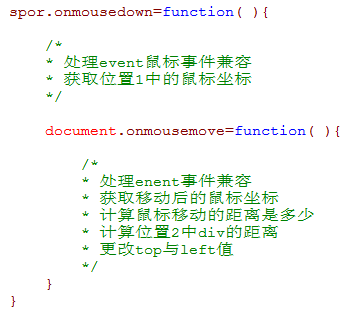 spor.onmousedown=function( ){
/*
* 处理event鼠标事件兼容
* 获取位置1中的鼠标坐标
*/
document.onmousemove=function( ){
/*
* 处理enent事件兼容
* 获取移动后的鼠标坐标
* 计算鼠标移动的距离是多少
* 计算位置2中div的距离
* 更改top与left值
*/
}
}